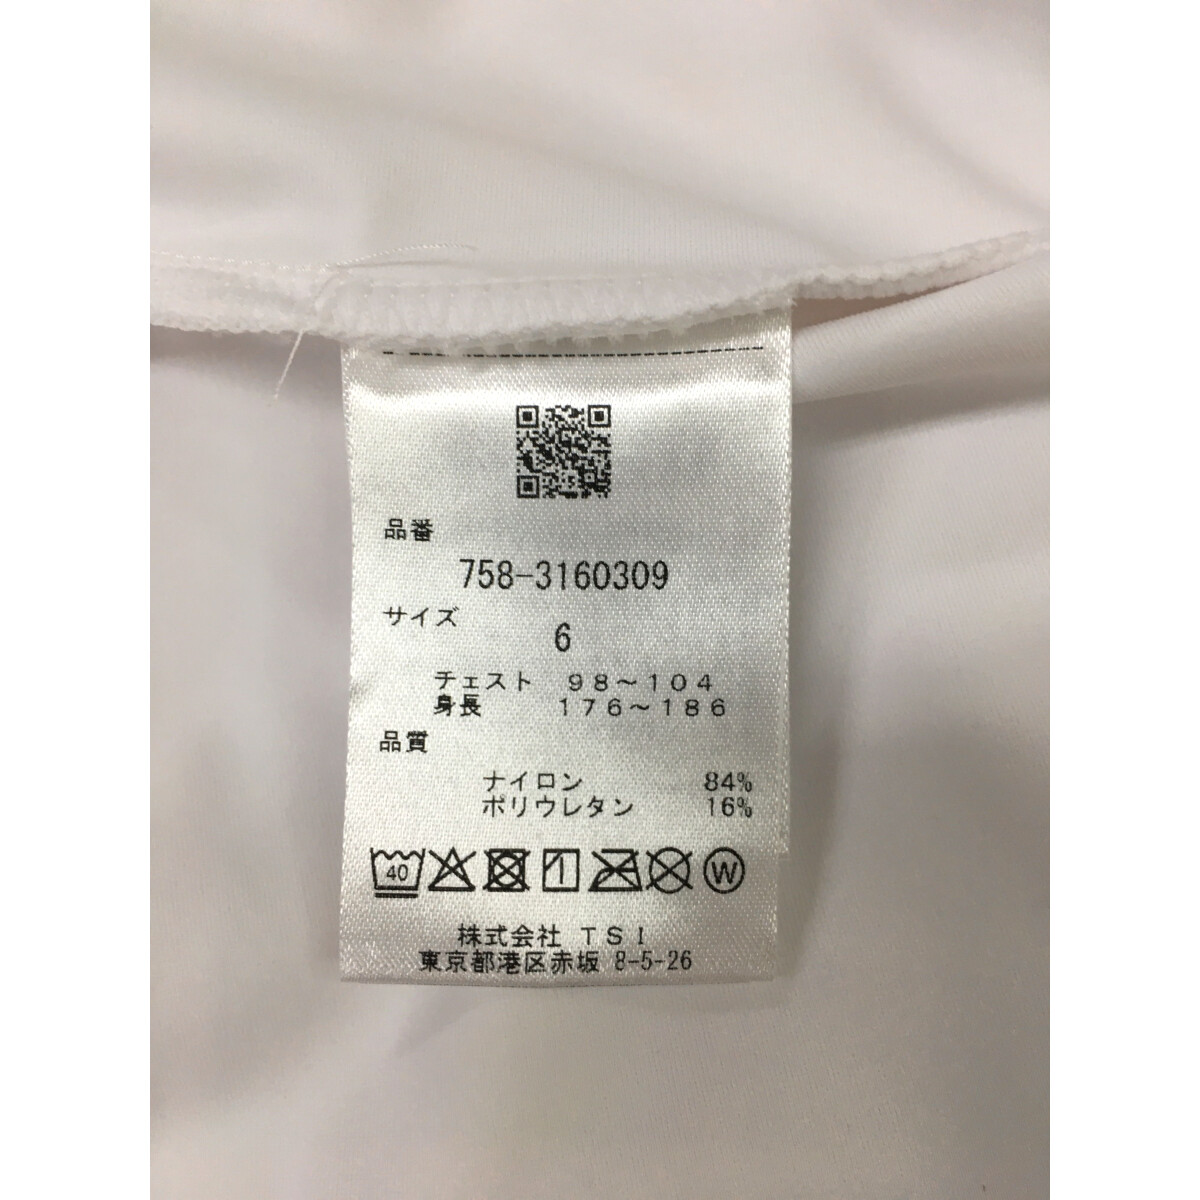 品番
758-3160309
サイズ
6
チェスト 98~104
身長 176~186
品質
ナイロン 84%
ポリウレタン 16%
40 W
株式会社 TSI
東京都港区赤坂 8-5-26